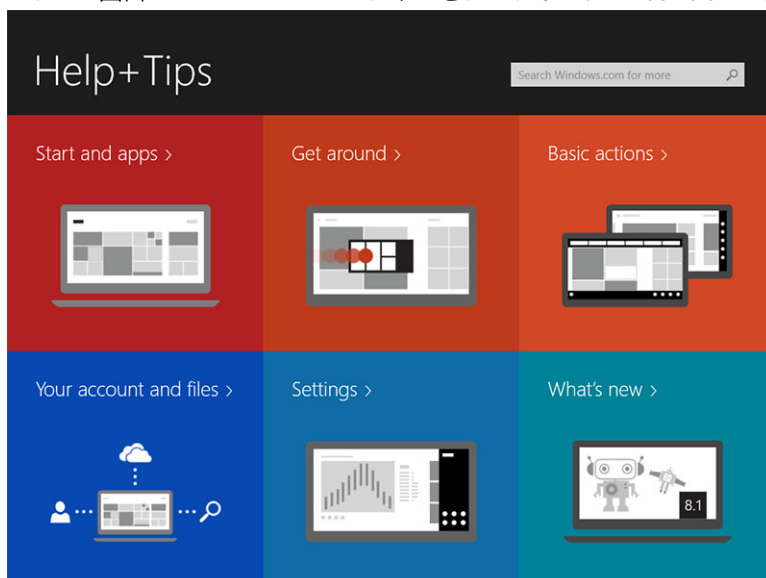 Help+Tips
Search Windows.com for more
Start and apps >
Get around >
Basic actions >
Your account and files >
Settings >
What's new >
8.1